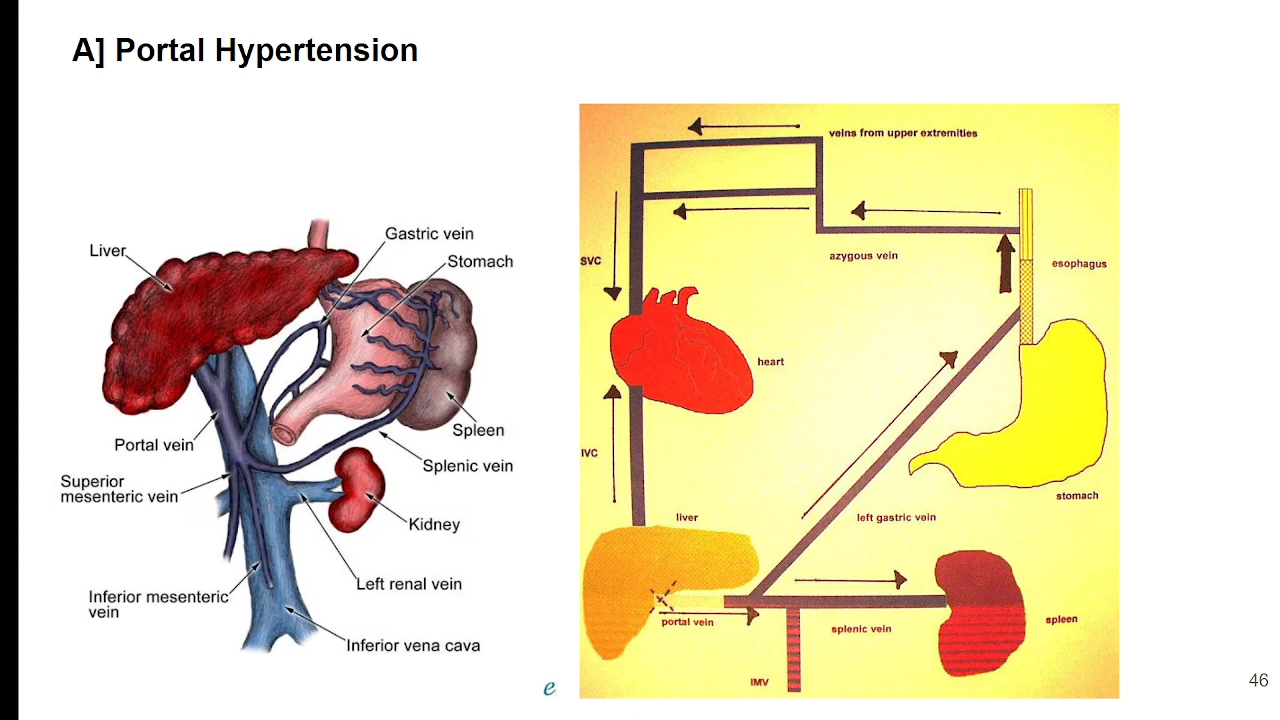 A] Portal Hypertension
Gastric vein
Liver
Stomach
Portal vein
Spleen
Splenic vein
Superior
mesenteric vein
Kidney
Left renal vein
Inferior mesenteric
vein
Inferior vena cava
e
veins from upper extremities
azygous vein
SVC
esophagus
heart
IVC
stomach
liver
left gastric vein
portal vein
splenic vein
spleen
IMV
46